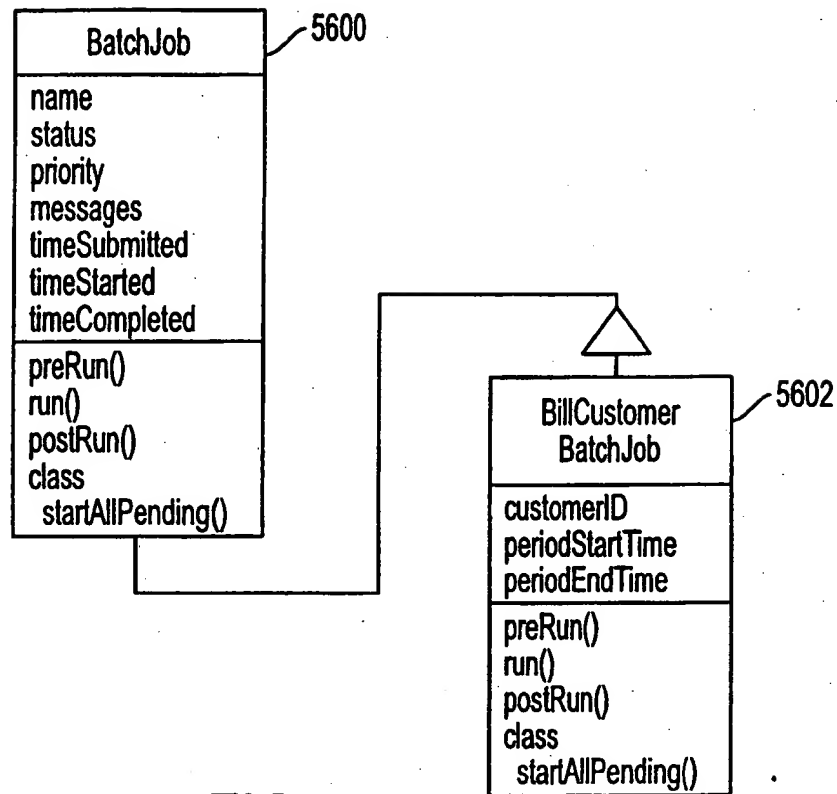 BatchJob
5600
name
status
priority
messages
timeSubmitted
timeStarted
timeCompleted
preRun()
run()
postRun()
class
startAllPending()
BillCustomer
BatchJob
5602
customerID
periodStartTime
periodEndTime
preRun()
run()
postRun()
class
startAllPending()